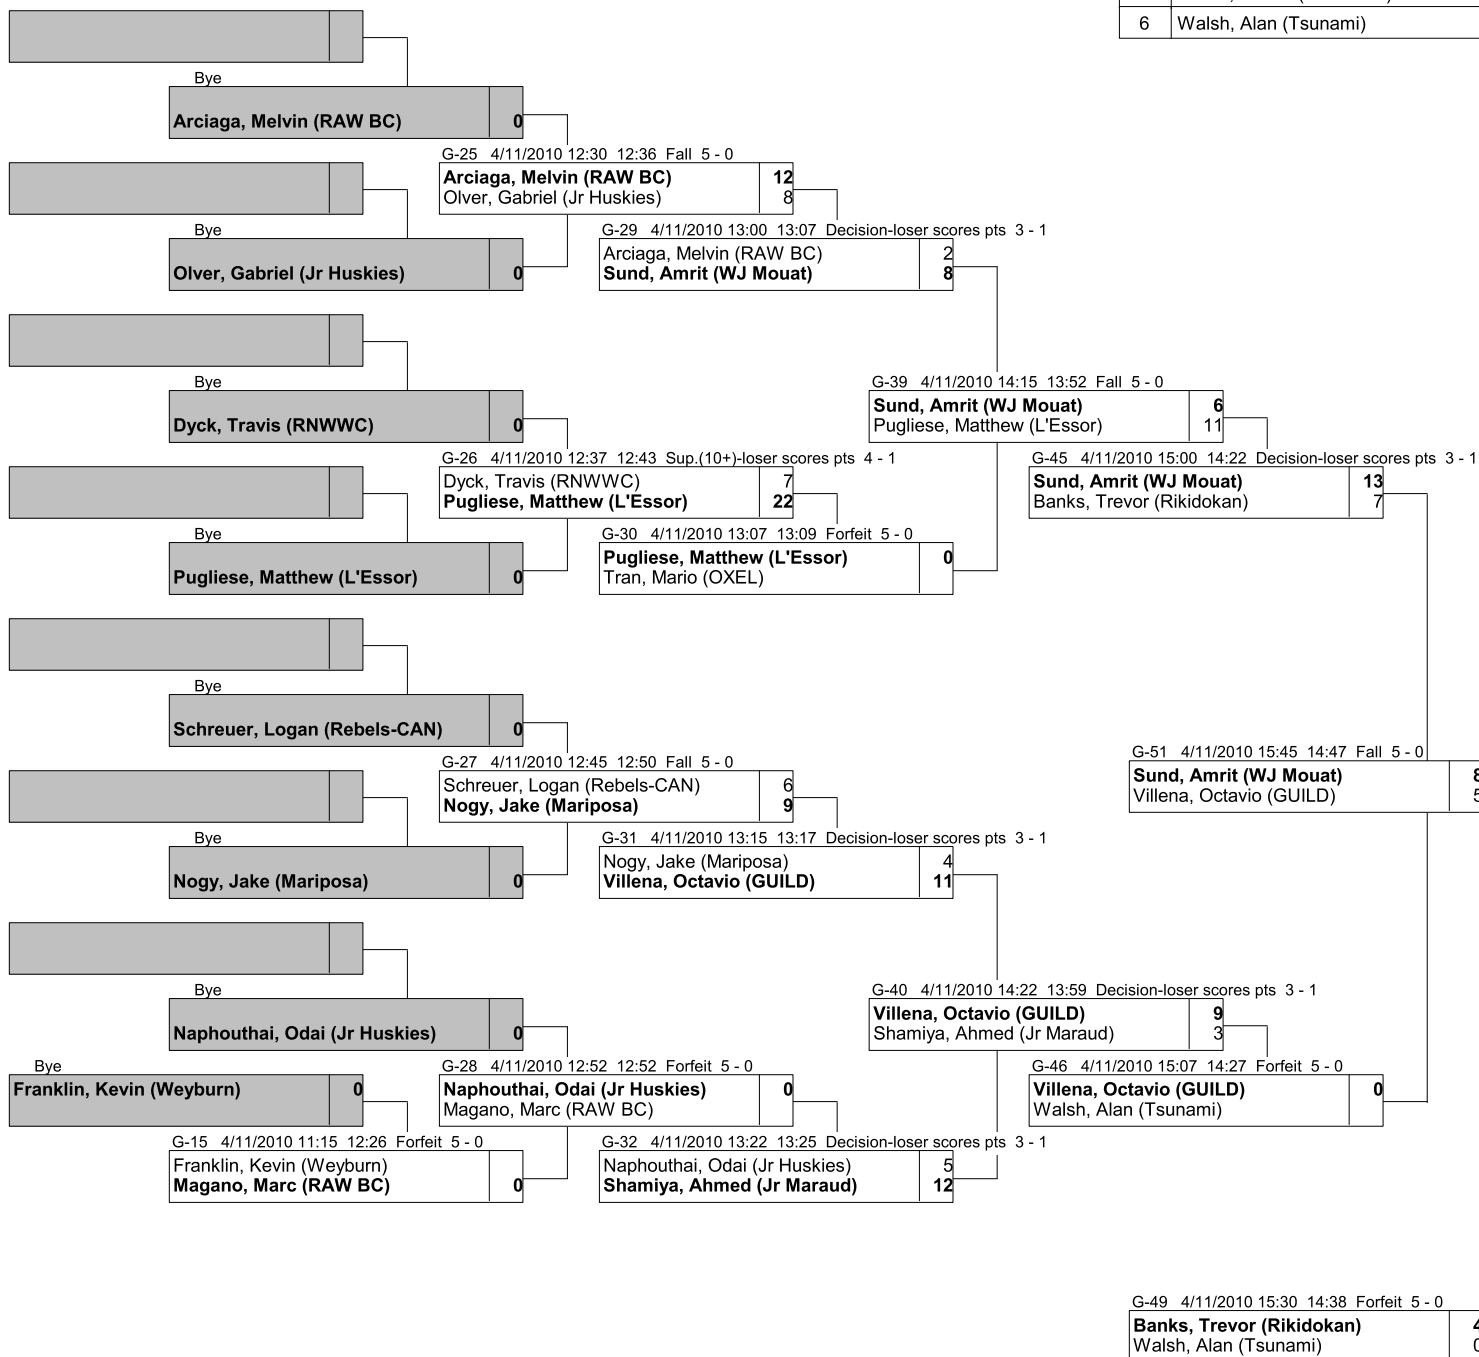 6 Walsh, Alan (Tsunami)
Bye
Arciaga, Melvin (RAW BC) 0
G-25 4/11/2010 12:30 12:36 Fall 5 - 0
Arciaga, Melvin (RAW BC) 12
Olver, Gabriel (Jr Huskies) 8
Bye
Olver, Gabriel (Jr Huskies) 0
G-29 4/11/2010 13:00 13:07 Decision-loser scores pts 3 - 1
Arciaga, Melvin (RAW BC) 2
Sund, Amrit (WJ Mouat) 8
Bye
Dyck, Travis (RNWWC) 0
G-39 4/11/2010 14:15 13:52 Fall 5 - 0
Sund, Amrit (WJ Mouat) 6
Pugliese, Matthew (L'Essor) 11
G-26 4/11/2010 12:37 12:43 Sup.(10+)-loser scores pts 4 - 1
Dyck, Travis (RNWWC) 7
Pugliese, Matthew (L'Essor) 22
G-45 4/11/2010 15:00 14:22 Decision-loser scores pts 3 - 1
Sund, Amrit (WJ Mouat) 13
Banks, Trevor (Rikidokan) 7
Bye
Pugliese, Matthew (L'Essor) 0
G-30 4/11/2010 13:07 13:09 Forfeit 5 - 0
Pugliese, Matthew (L'Essor) 0
Tran, Mario (OXEL)
Bye
Schreuer, Logan (Rebels-CAN) 0
G-27 4/11/2010 12:45 12:50 Fall 5 - 0
Schreuer, Logan (Rebels-CAN) 6
Nogy, Jake (Mariposa) 9
G-51 4/11/2010 15:45 14:47 Fall 5 - 0
Sund, Amrit (WJ Mouat) 8
Villena, Octavio (GUILD) 5
Bye
Nogy, Jake (Mariposa) 0
G-31 4/11/2010 13:15 13:17 Decision-loser scores pts 3 - 1
Nogy, Jake (Mariposa) 4
Villena, Octavio (GUILD) 11
Bye
Naphouthai, Odai (Jr Huskies) 0
G-40 4/11/2010 14:22 13:59 Decision-loser scores pts 3 - 1
Villena, Octavio (GUILD) 9
Shamiya, Ahmed (Jr Maraud) 3
Bye
Franklin, Kevin (Weyburn) 0
G-28 4/11/2010 12:52 12:52 Forfeit 5 - 0
Naphouthai, Odai (Jr Huskies) 0
Magano, Marc (RAW BC)
G-46 4/11/2010 15:07 14:27 Forfeit 5 - 0
Villena, Octavio (GUILD) 0
Walsh, Alan (Tsunami)
G-15 4/11/2010 11:15 12:26 Forfeit 5 - 0
Franklin, Kevin (Weyburn)
Magano, Marc (RAW BC) 0
G-32 4/11/2010 13:22 13:25 Decision-loser scores pts 3 - 1
Naphouthai, Odai (Jr Huskies) 5
Shamiya, Ahmed (Jr Maraud) 12
G-49 4/11/2010 15:30 14:38 Forfeit 5 - 0
Banks, Trevor (Rikidokan) 4
Walsh, Alan (Tsunami) 0